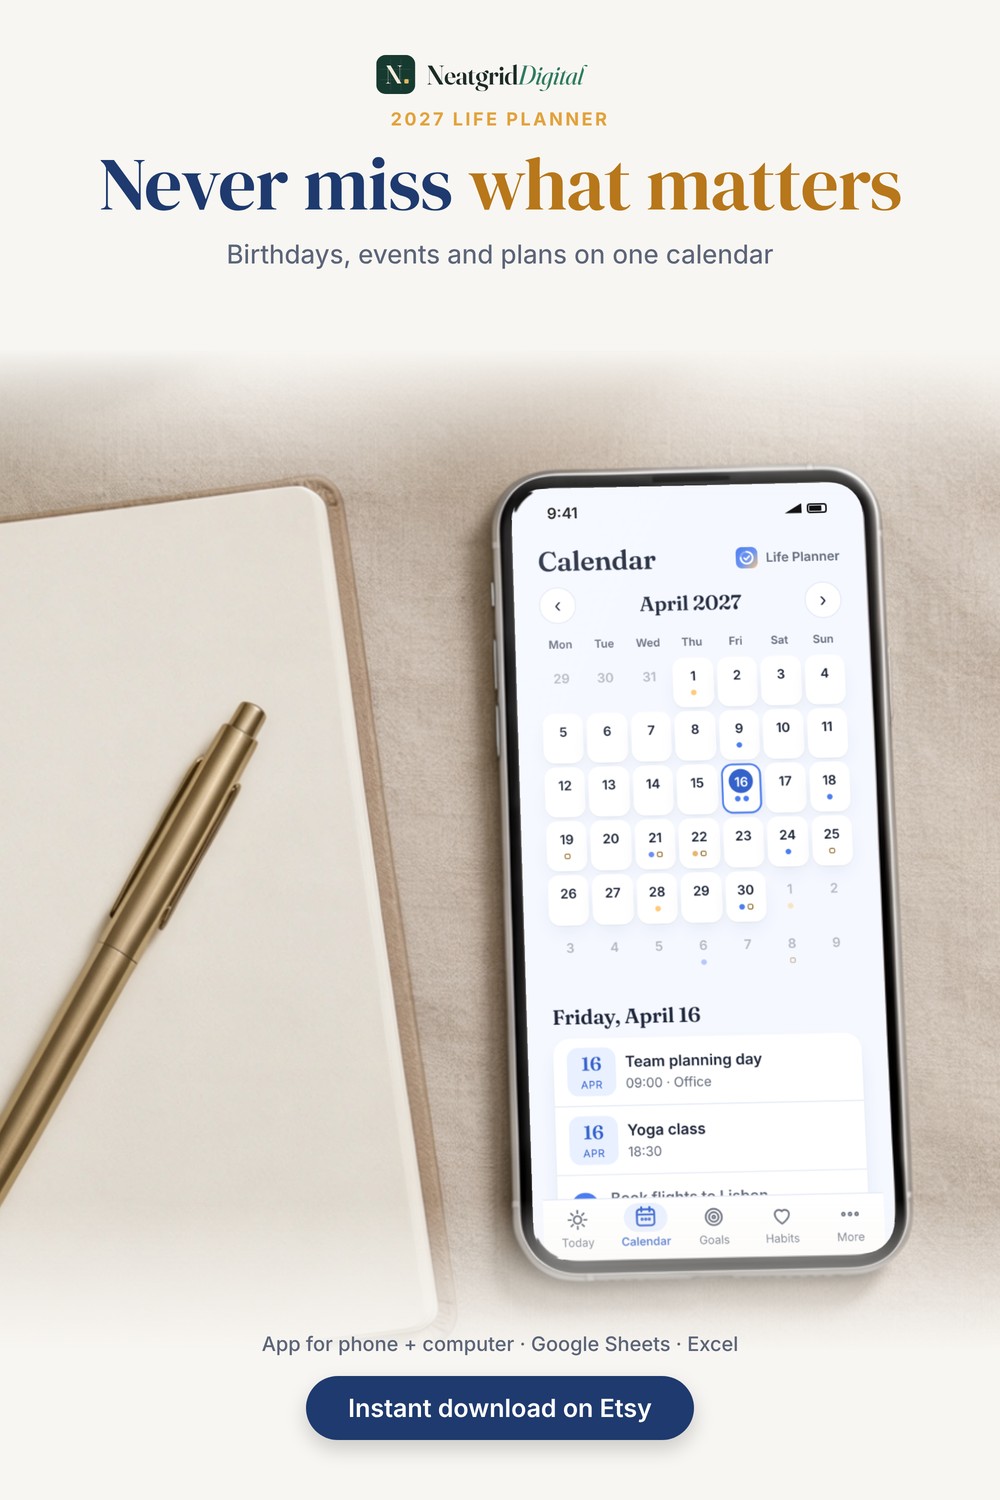 N.
NeatgridDigital
2027 LIFE PLANNER
Never miss what matters
Birthdays, events and plans on one calendar
9:41
Calendar
Life Planner
‹ April 2027 ›
Mon Tue Wed Thu Fri Sat Sun
29 30 31 1 2 3 4
5 6 7 8 9 10 11
12 13 14 15 16 17 18
19 20 21 22 23 24 25
26 27 28 29 30 1 2
3 4 5 6 7 8 9
Friday, April 16
16 APR
Team planning day
09:00 · Office
16 APR
Yoga class
18:30
Book flights to Lisbon
Today Calendar Goals Habits More
App for phone + computer · Google Sheets · Excel
Instant download on Etsy